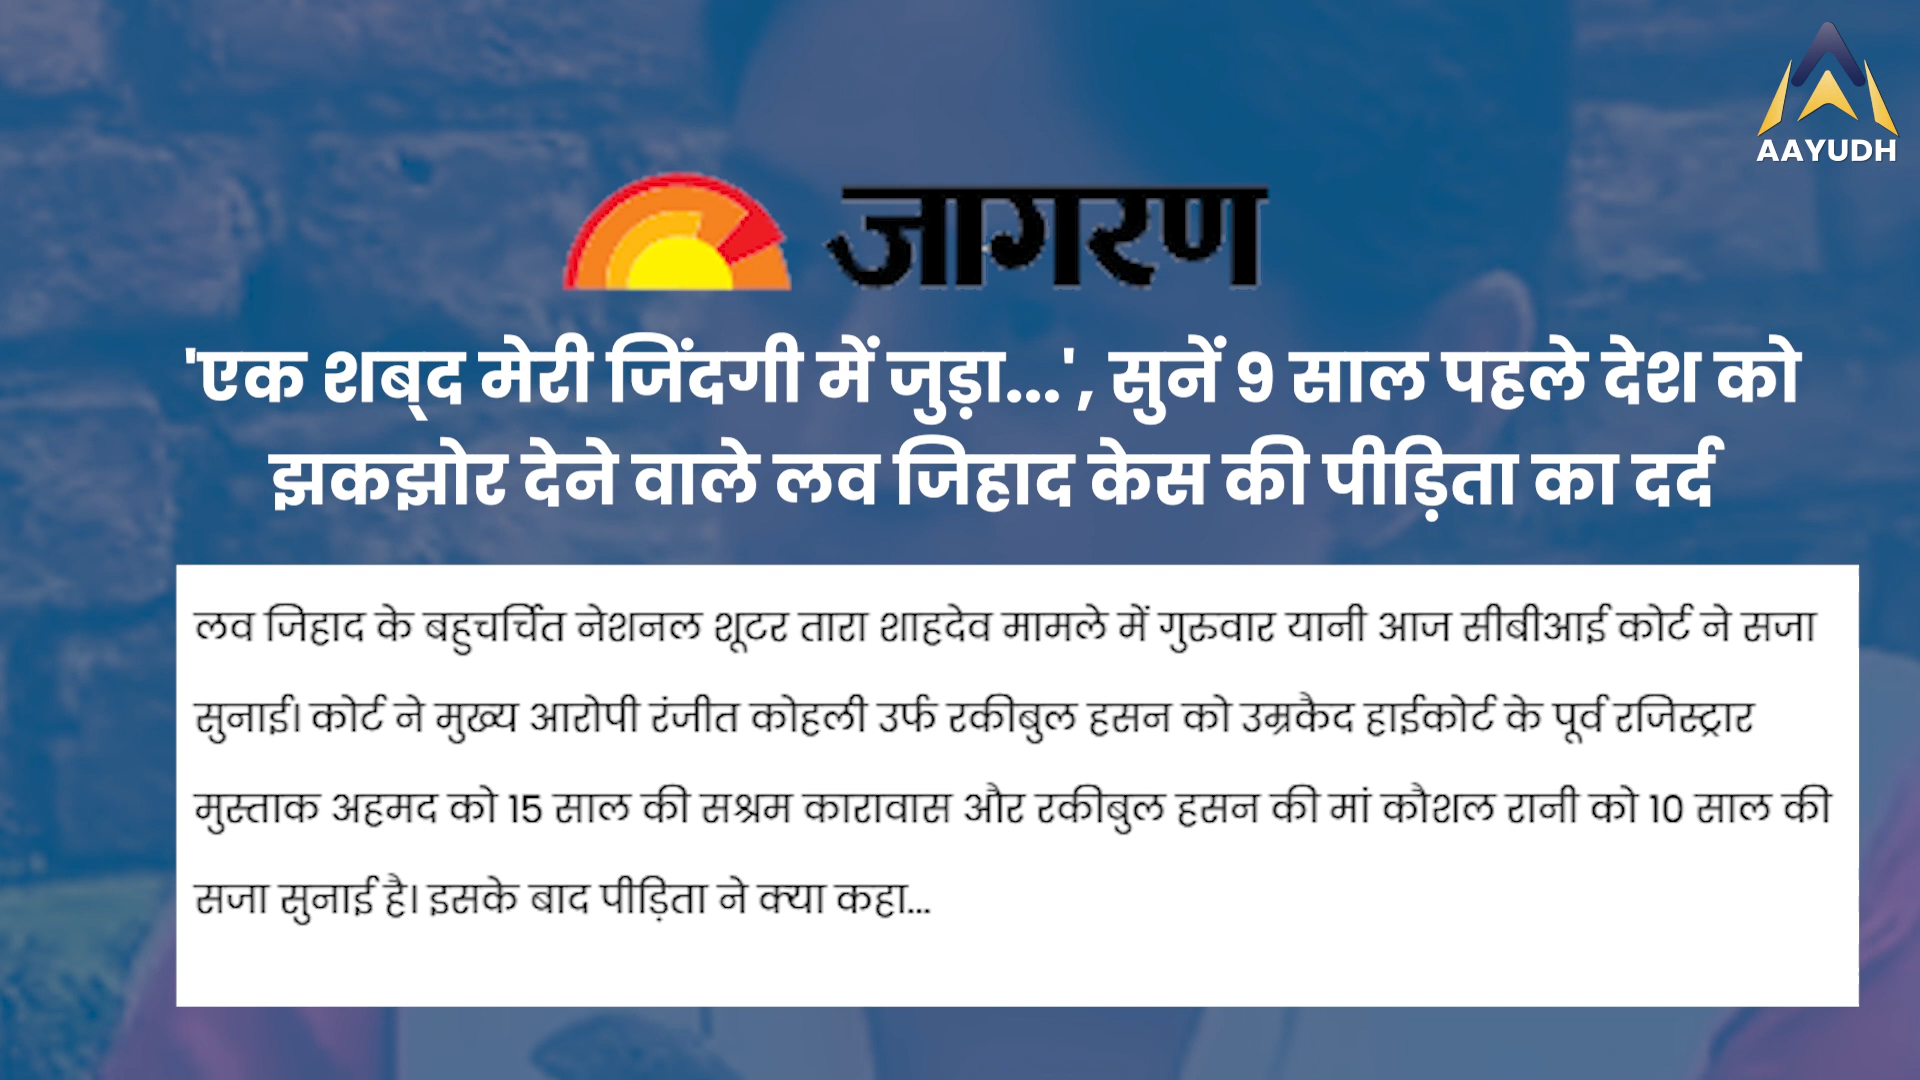 AAYUDH
जागरण
'एक शब्द मेरी जिंदगी में जुड़ा...', सुनें 9 साल पहले देश को
झकझोर देने वाले लव जिहाद केस की पीड़िता का दर्द
लव जिहाद के बहुचर्चित नेशनल शूटर तारा शाहदेव मामले में गुरुवार यानी आज सीबीआई कोर्ट ने सजा
सुनाई। कोर्ट ने मुख्य आरोपी रंजीत कोहली उर्फ रकीबुल हसन को उम्रकैद हाईकोर्ट के पूर्व रजिस्ट्रार
मुस्ताक अहमद को 15 साल की सश्रम कारावास और रकीबुल हसन की मां कौशल रानी को 10 साल की
सजा सुनाई है। इसके बाद पीड़िता ने क्या कहा...